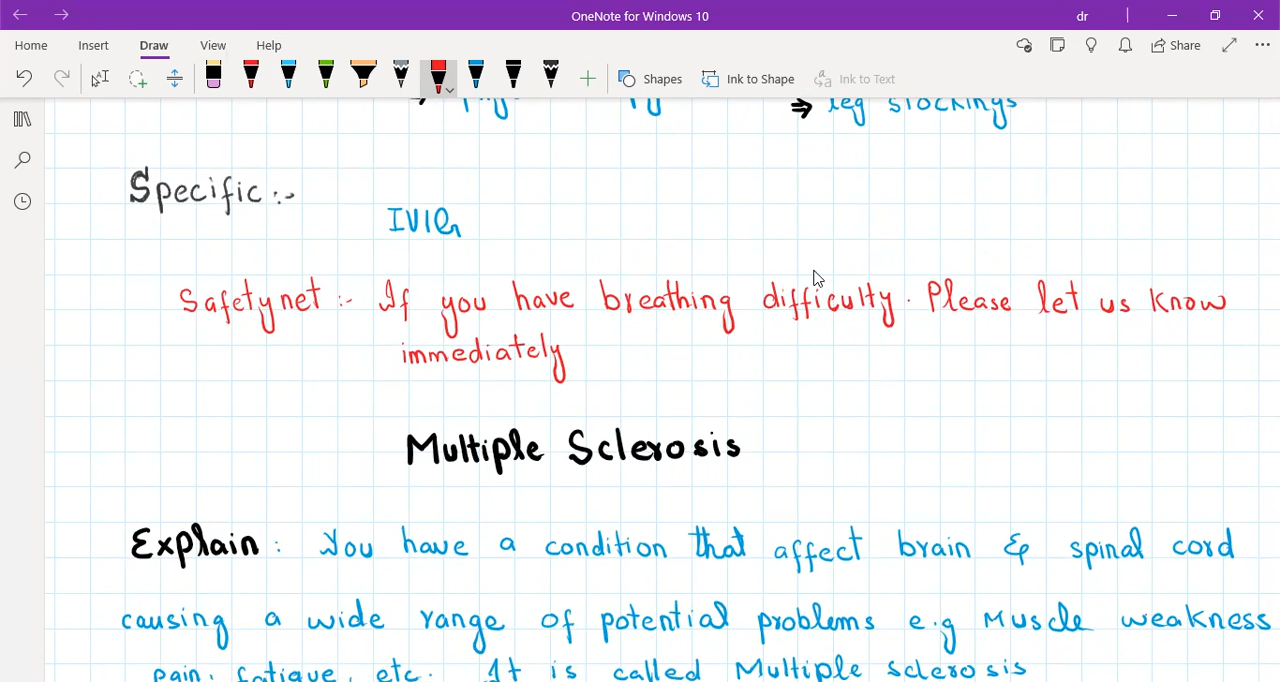 OneNote for Windows 10
dr
Home Insert Draw View Help
Share
Shapes
Ink to Shape
Ink to Text
⇒ leg stockings
Specific :-
IVIG
Safetynet :- If you have breathing difficulty. Please let us know
immediately
Multiple Sclerosis
Explain : You have a condition that affect brain & spinal cord
causing a wide range of potential problems e.g Muscle weakness
pain, fatigue, etc. It is called Multiple sclerosis